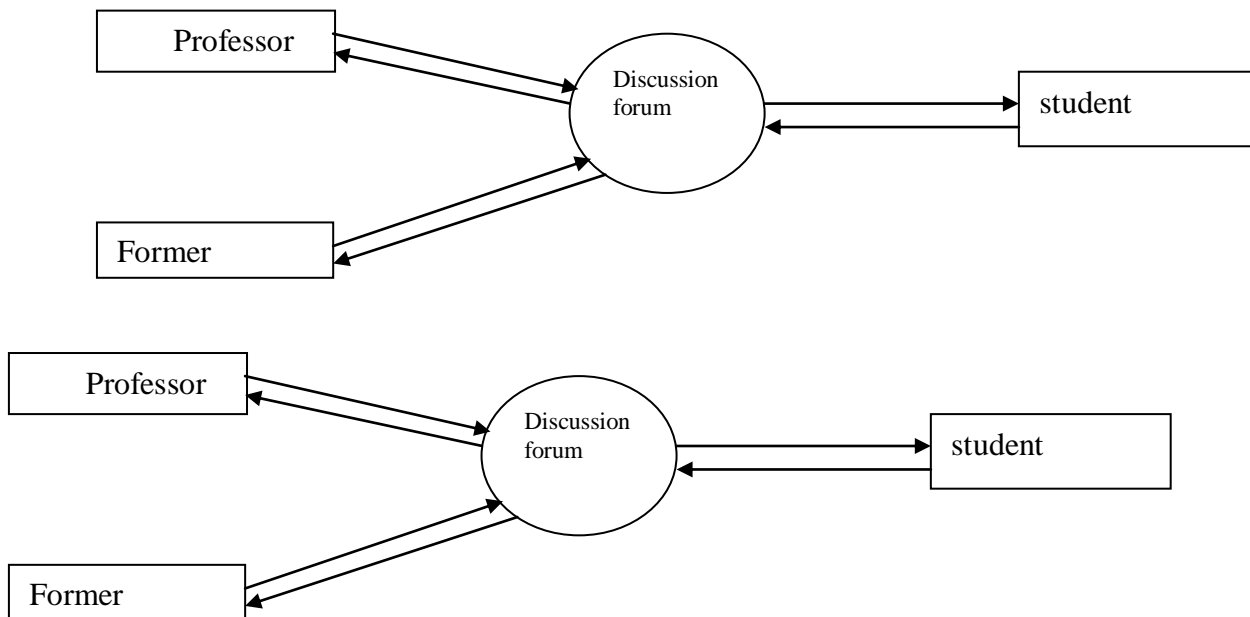 Professor
Discussion
forum
student
Former
Professor
Discussion
forum
student
Former